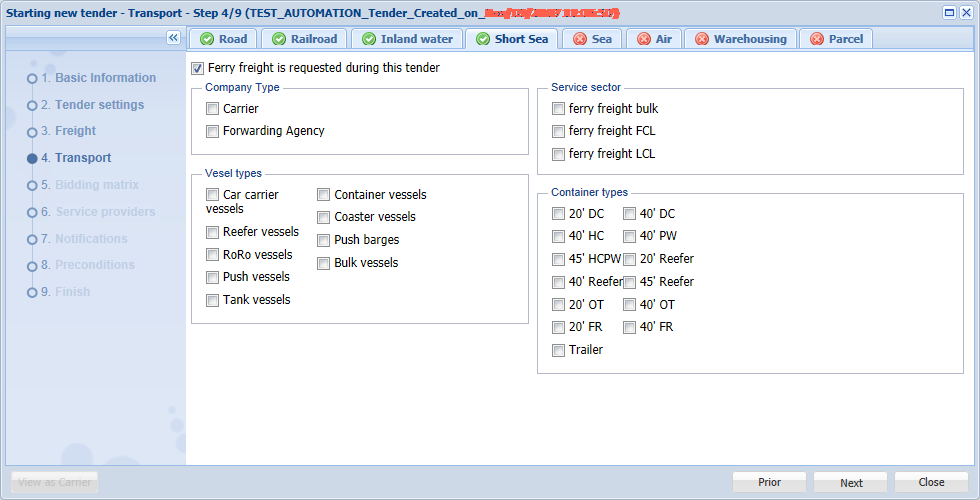 Starting new tender - Transport - Step 4/9 (TEST_AUTOMATION_Tender_Created_on_
Road Railroad Inland water Short Sea Sea Air Warehousing Parcel
1. Basic Information
2. Tender settings
3. Freight
4. Transport
5. Bidding matrix
6. Service providers
7. Notifications
8. Preconditions
9. Finish
Ferry freight is requested during this tender
Company Type
Carrier
Forwarding Agency
Service sector
ferry freight bulk
ferry freight FCL
ferry freight LCL
Vesel types
Car carrier vessels
Reefer vessels
RoRo vessels
Push vessels
Tank vessels
Container vessels
Coaster vessels
Push barges
Bulk vessels
Container types
20' DC 40' DC
40' HC 40' PW
45' HCPW 20' Reefer
40' Reefer 45' Reefer
20' OT 40' OT
20' FR 40' FR
Trailer
View as Carrier Prior Next Close